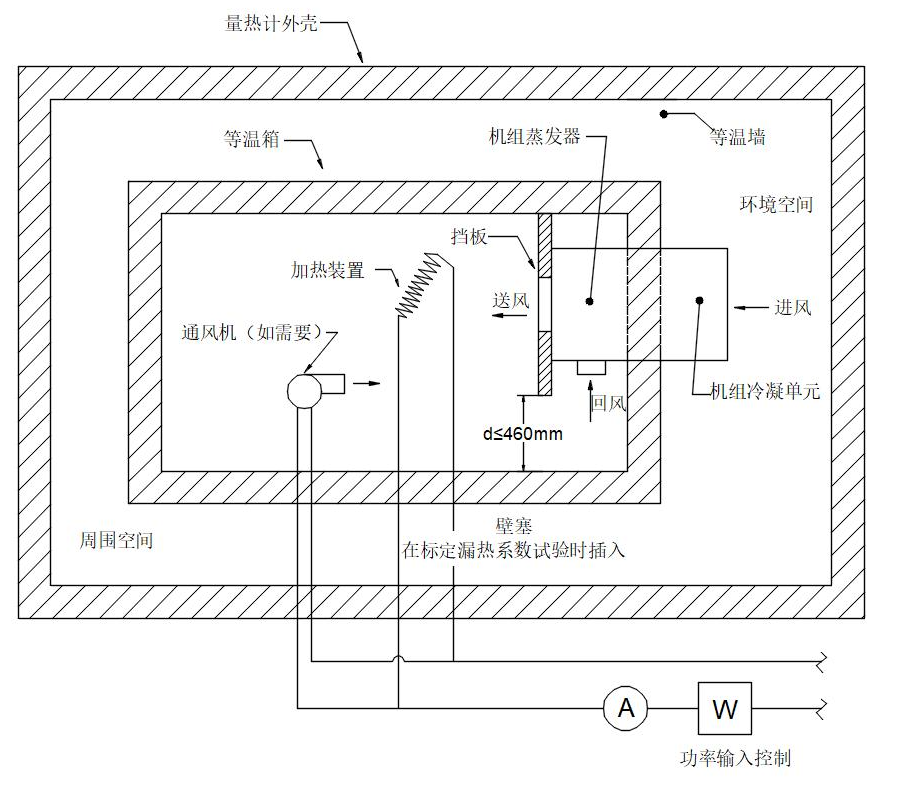 量热计外壳
等温箱
机组蒸发器
等温墙
环境空间
挡板
加热装置
送风
进风
通风机（如需要）
机组冷凝单元
回风
d≤460mm
壁塞
在标定漏热系数试验时插入
周围空间
A
W
功率输入控制